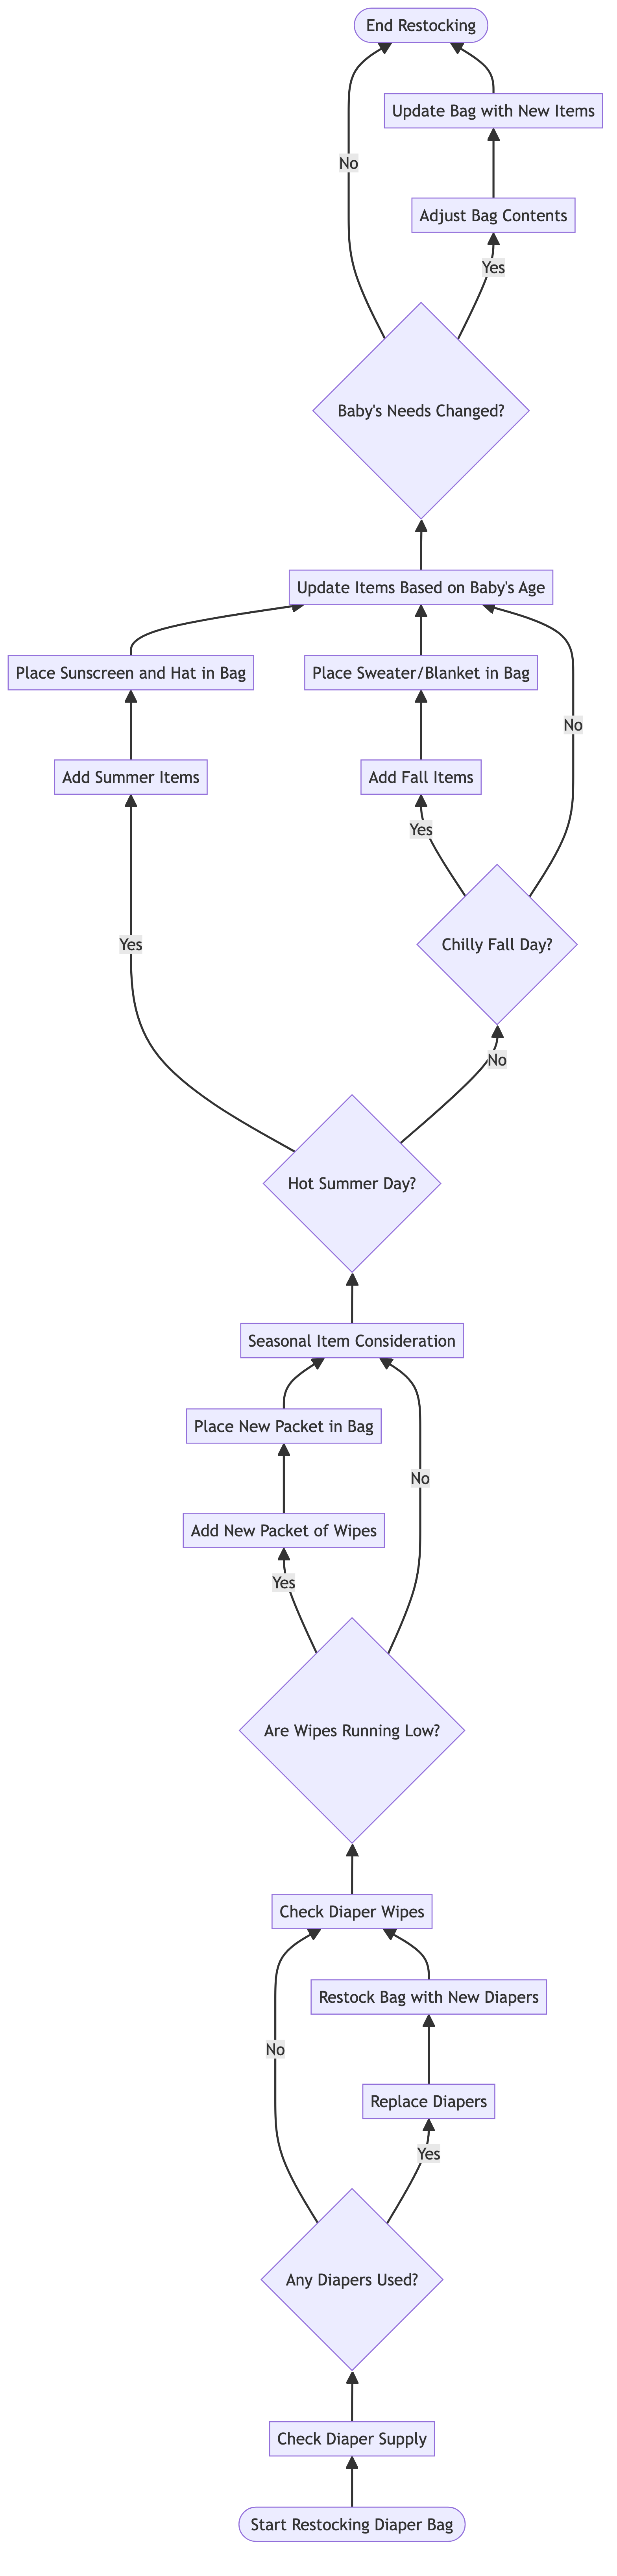 End Restocking
Update Bag with New Items
No
Adjust Bag Contents
Yes
Baby's Needs Changed?
Update Items Based on Baby's Age
Place Sunscreen and Hat in Bag
Place Sweater/Blanket in Bag
No
Add Summer Items
Add Fall Items
Yes
Yes
Chilly Fall Day?
No
Hot Summer Day?
Seasonal Item Consideration
Place New Packet in Bag
No
Add New Packet of Wipes
Yes
Are Wipes Running Low?
Check Diaper Wipes
Restock Bag with New Diapers
No
Replace Diapers
Yes
Any Diapers Used?
Check Diaper Supply
Start Restocking Diaper Bag